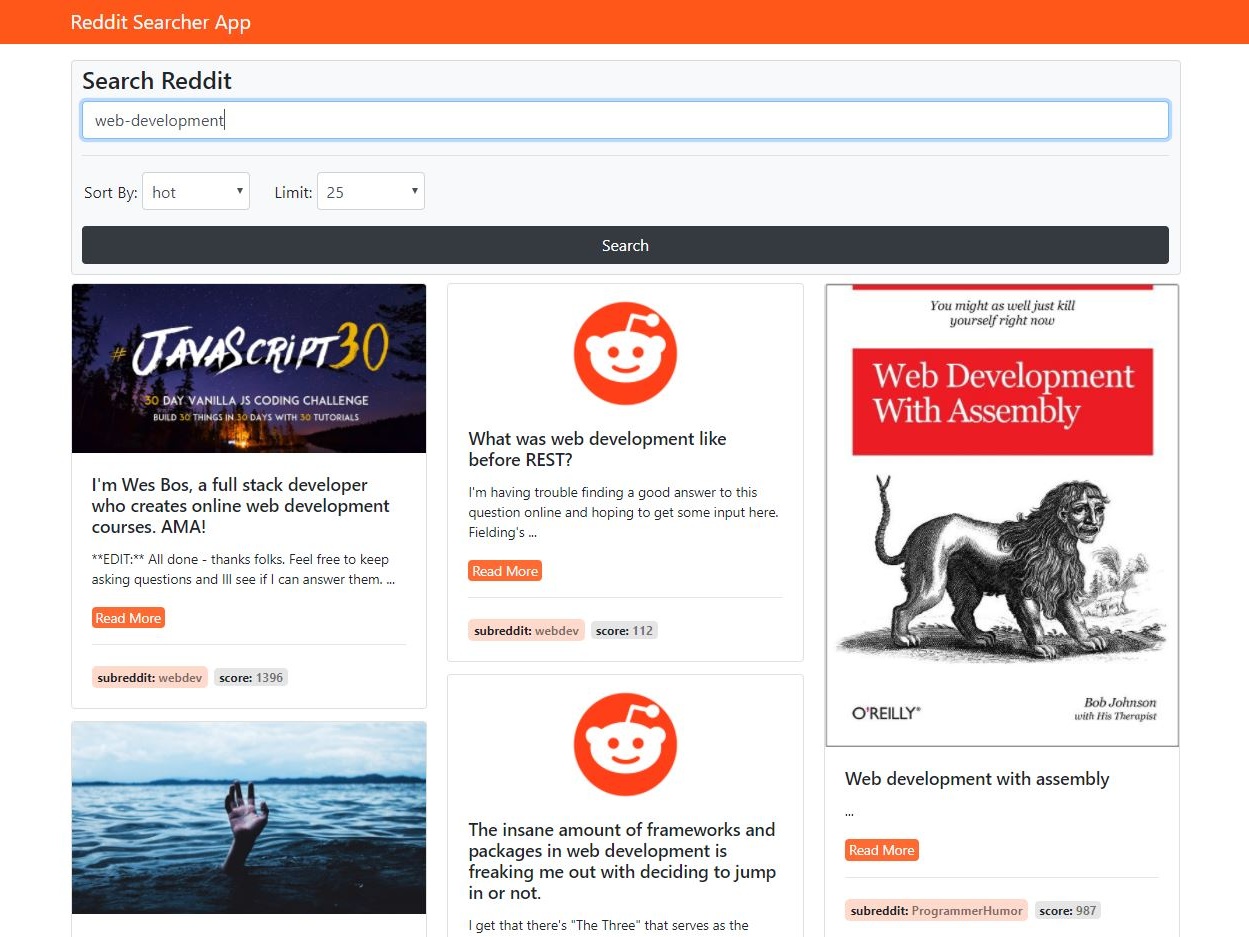 Reddit Searcher App
Search Reddit
web-development
Sort By: hot Limit: 25
Search
#JAVASCRIPT30
30 DAY VANILLA JS CODING CHALLENGE
BUILD 30 THINGS IN 30 DAYS WITH 30 TUTORIALS
I'm Wes Bos, a full stack developer
who creates online web development
courses. AMA!
**EDIT:** All done - thanks folks. Feel free to keep
asking questions and Ill see if I can answer them. ...
Read More
subreddit: webdev score: 1396
What was web development like
before REST?
I'm having trouble finding a good answer to this
question online and hoping to get some input here.
Fielding's ...
Read More
subreddit: webdev score: 112
The insane amount of frameworks and
packages in web development is
freaking me out with deciding to jump
in or not.
I get that there's "The Three" that serves as the
You might as well just kill
yourself right now
Web Development
With Assembly
O'REILLY®
Bob Johnson
with His Therapist
Web development with assembly
...
Read More
subreddit: ProgrammerHumor score: 987